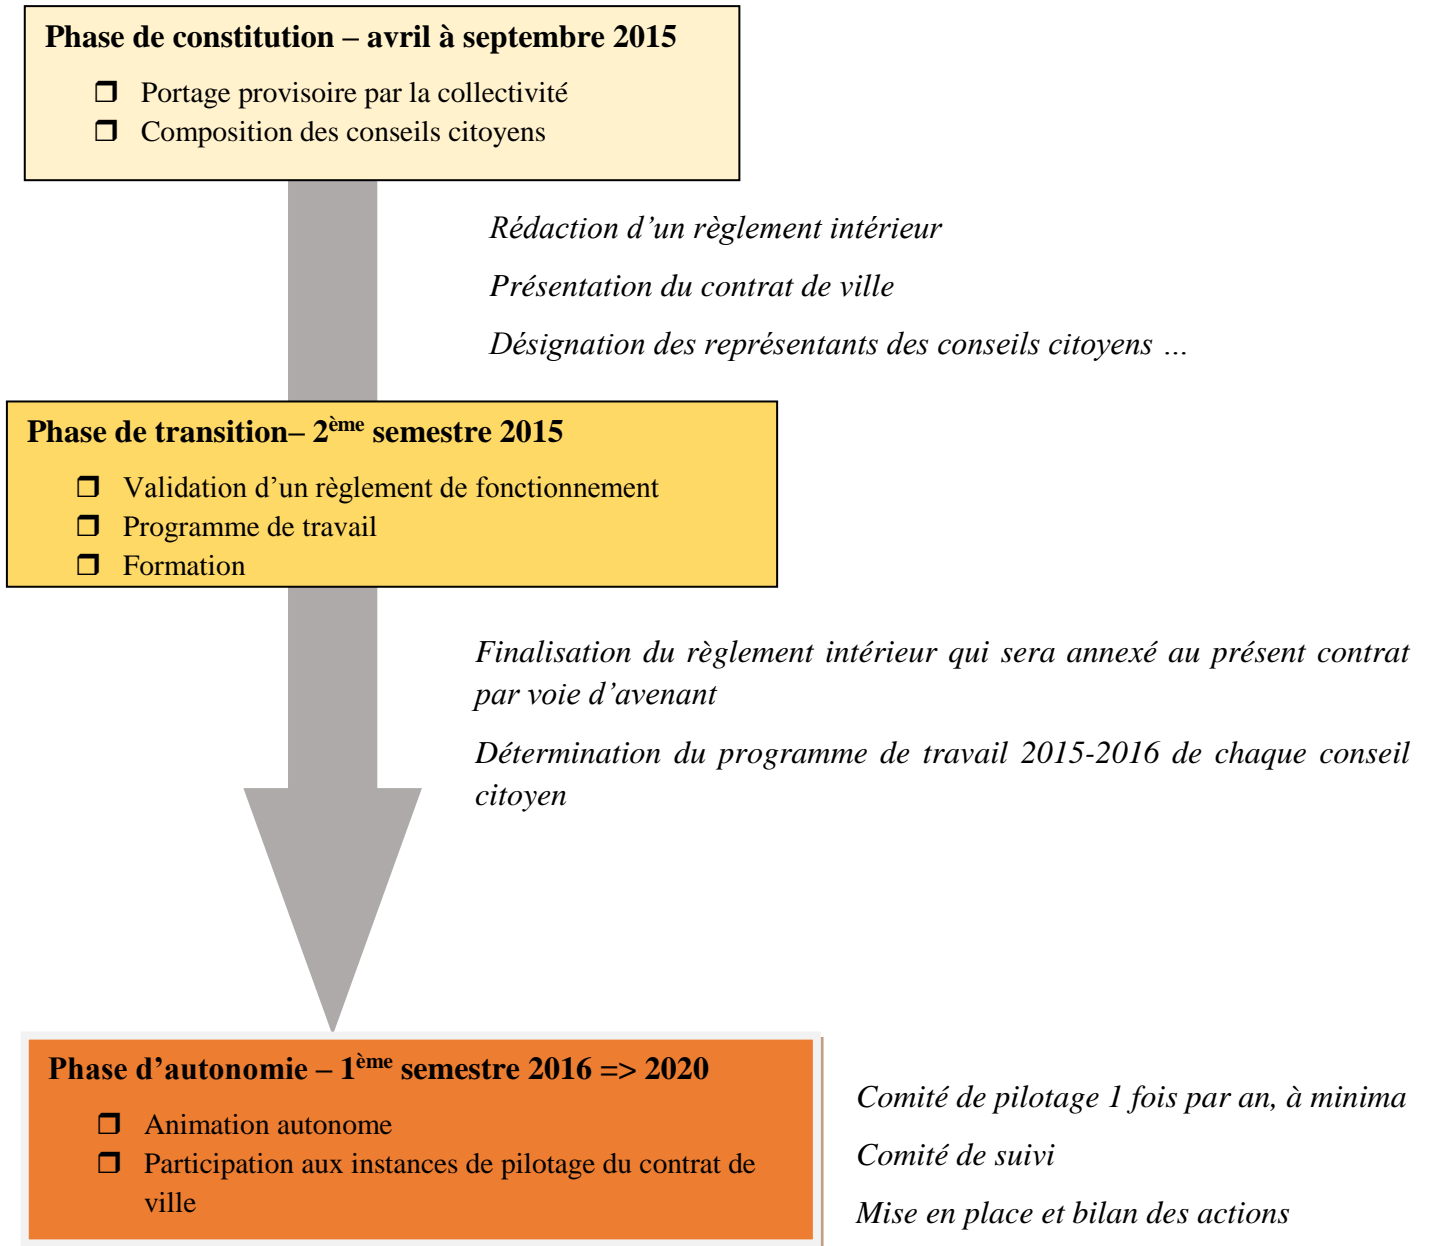 Phase de constitution – avril à septembre 2015
❒ Portage provisoire par la collectivité
❒ Composition des conseils citoyens
Rédaction d’un règlement intérieur
Présentation du contrat de ville
Désignation des représentants des conseils citoyens …
Phase de transition– 2ème semestre 2015
❒ Validation d’un règlement de fonctionnement
❒ Programme de travail
❒ Formation
Finalisation du règlement intérieur qui sera annexé au présent contrat
par voie d’avenant
Détermination du programme de travail 2015-2016 de chaque conseil
citoyen
Phase d’autonomie – 1ème semestre 2016 => 2020
❒ Animation autonome
❒ Participation aux instances de pilotage du contrat de
ville
Comité de pilotage 1 fois par an, à minima
Comité de suivi
Mise en place et bilan des actions